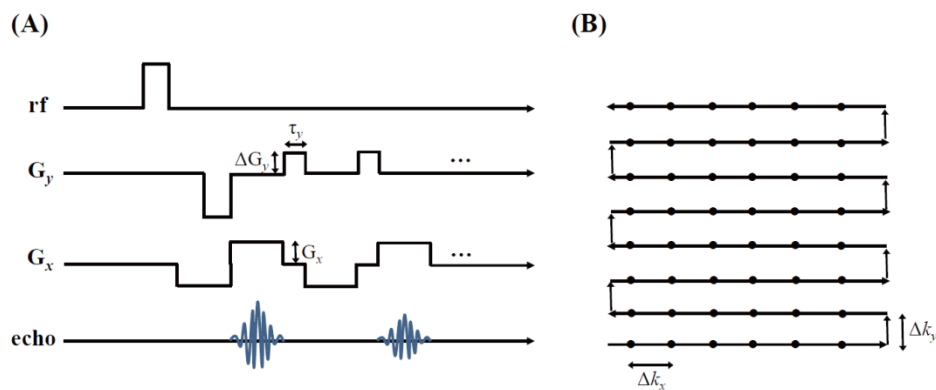 (A)
rf
τy
ΔGy
Gy
...
Gx
Gx
...
echo
(B)
Δky
Δkx